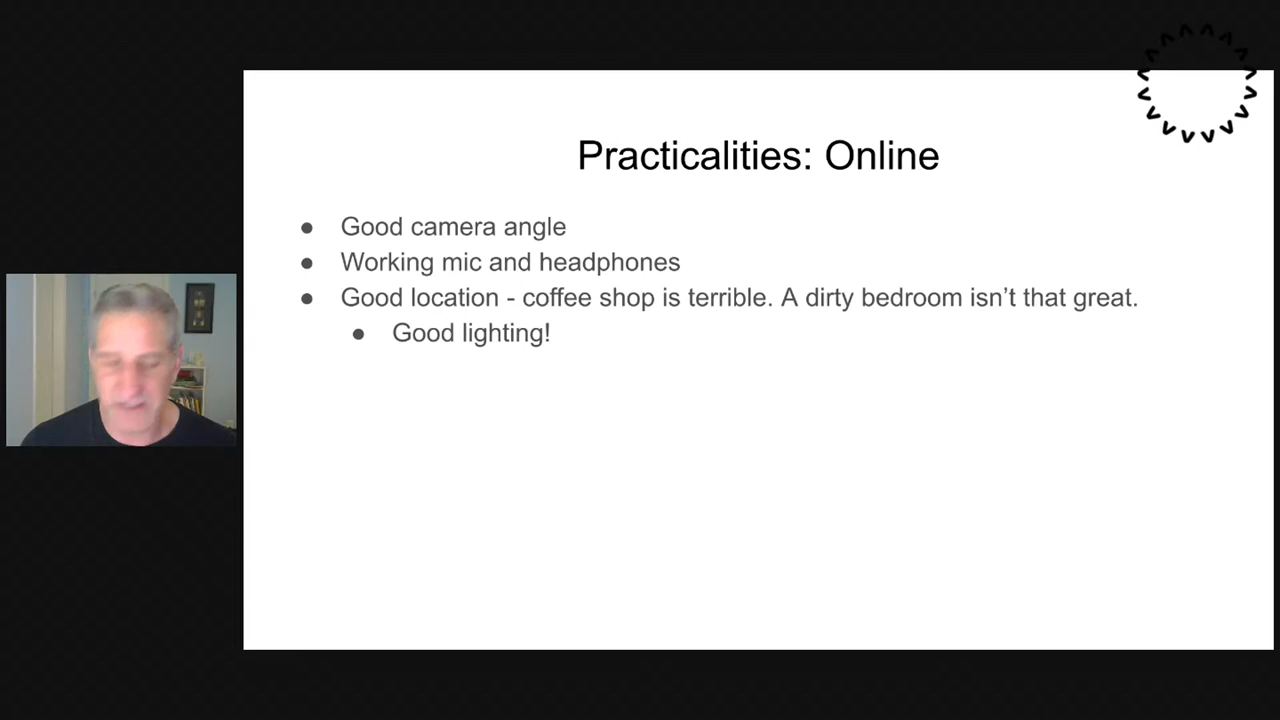 Practicalities: Online
● Good camera angle
● Working mic and headphones
● Good location - coffee shop is terrible. A dirty bedroom isn’t that great.
● Good lighting!